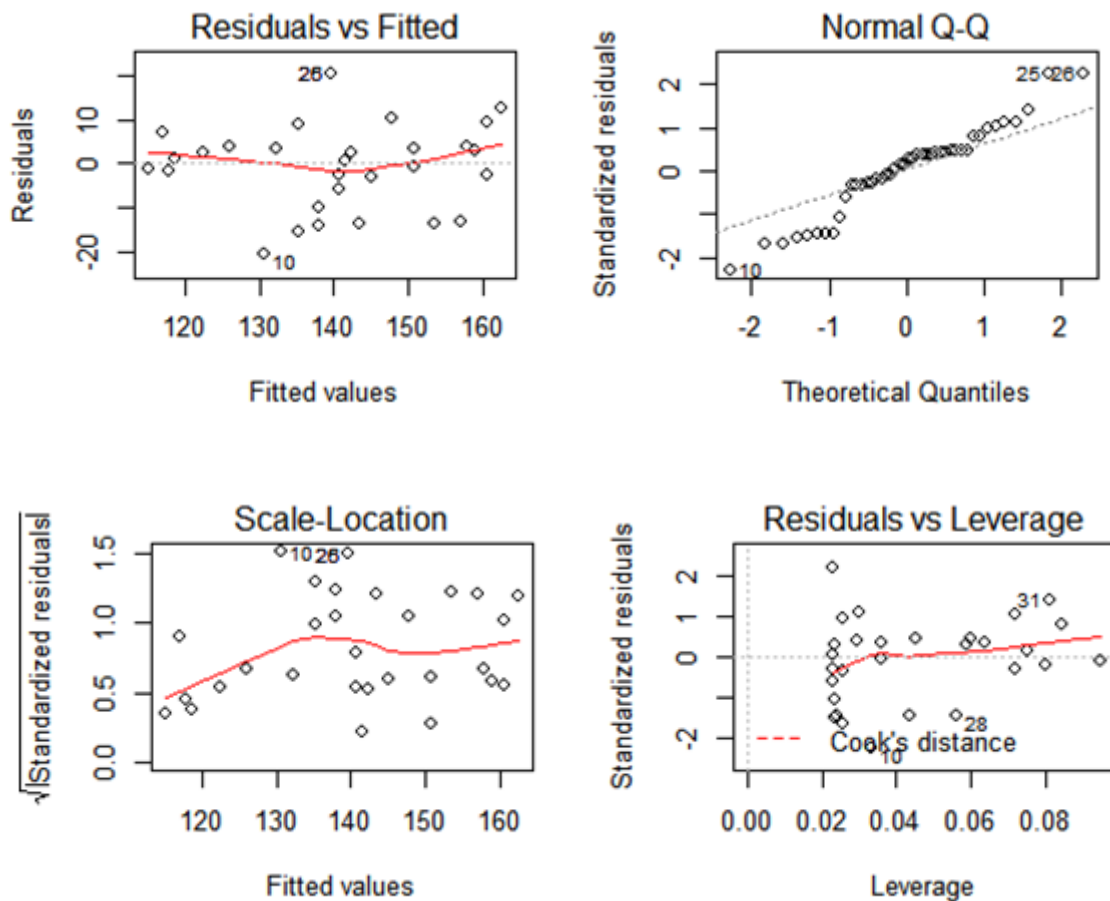 Residuals vs Fitted
Residuals
-20 0 10
26
10
120 130 140 150 160
Fitted values
Normal Q-Q
Standardized residuals
-2 0 1 2
25 26
10
-2 -1 0 1 2
Theoretical Quantiles
Scale-Location
√|Standardized residuals|
0.0 0.5 1.0 1.5
10 26
120 130 140 150 160
Fitted values
Residuals vs Leverage
Standardized residuals
-2 0 1 2
31
28
10
Cook's distance
0.00 0.02 0.04 0.06 0.08
Leverage